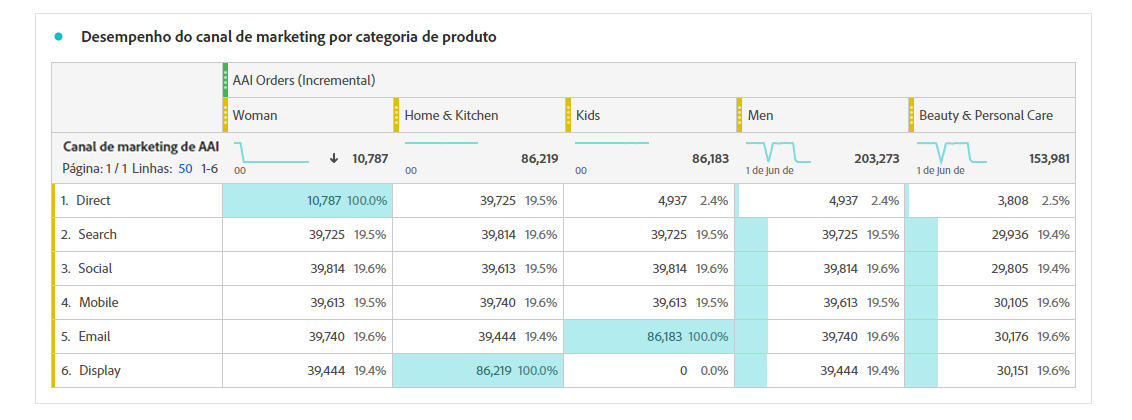 Desempenho do canal de marketing por categoria de produto
AAI Orders (Incremental)
Woman Home & Kitchen Kids Men Beauty & Personal Care
Canal de marketing de AAI
Página: 1 / 1 Linhas: 50 1-6
00 ↓ 10,787 00 86,219 00 86,183 1 de Jun de 203,273 1 de Jun de 153,981
1. Direct 10,787 100.0% 39,725 19.5% 4,937 2.4% 4,937 2.4% 3,808 2.5%
2. Search 39,725 19.5% 39,814 19.6% 39,725 19.5% 39,725 19.5% 29,936 19.4%
3. Social 39,814 19.6% 39,613 19.5% 39,814 19.6% 39,814 19.6% 29,805 19.4%
4. Mobile 39,613 19.5% 39,740 19.6% 39,613 19.5% 39,613 19.5% 30,105 19.6%
5. Email 39,740 19.6% 39,444 19.4% 86,183 100.0% 39,740 19.6% 30,176 19.6%
6. Display 39,444 19.4% 86,219 100.0% 0 0.0% 39,444 19.4% 30,151 19.6%